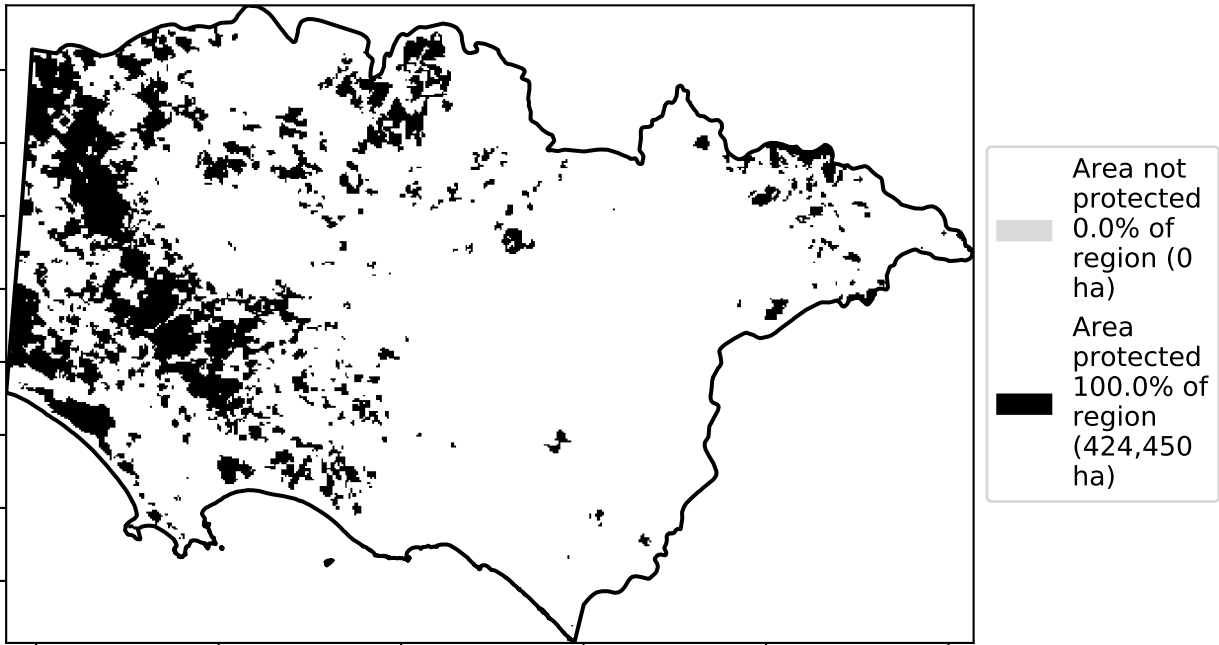 Area not
protected
0.0% of
region (0
ha)
Area
protected
100.0% of
region
(424,450
ha)